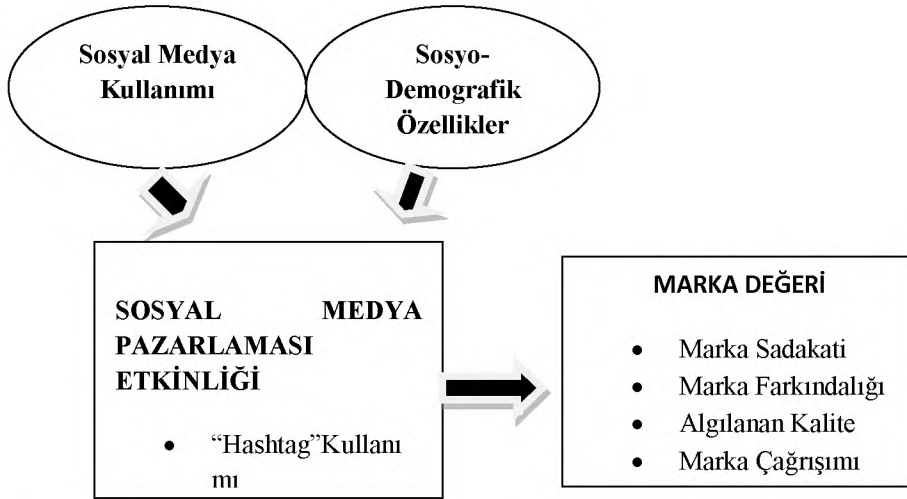 Sosyal Medya
Kullanımı
Sosyo-
Demografik
Özellikler
SOSYAL MEDYA
PAZARLAMASI
ETKİNLİĞİ
• “Hashtag”Kullanı
mı
MARKA DEĞERİ
• Marka Sadakati
• Marka Farkındalığı
• Algılanan Kalite
• Marka Çağrışımı